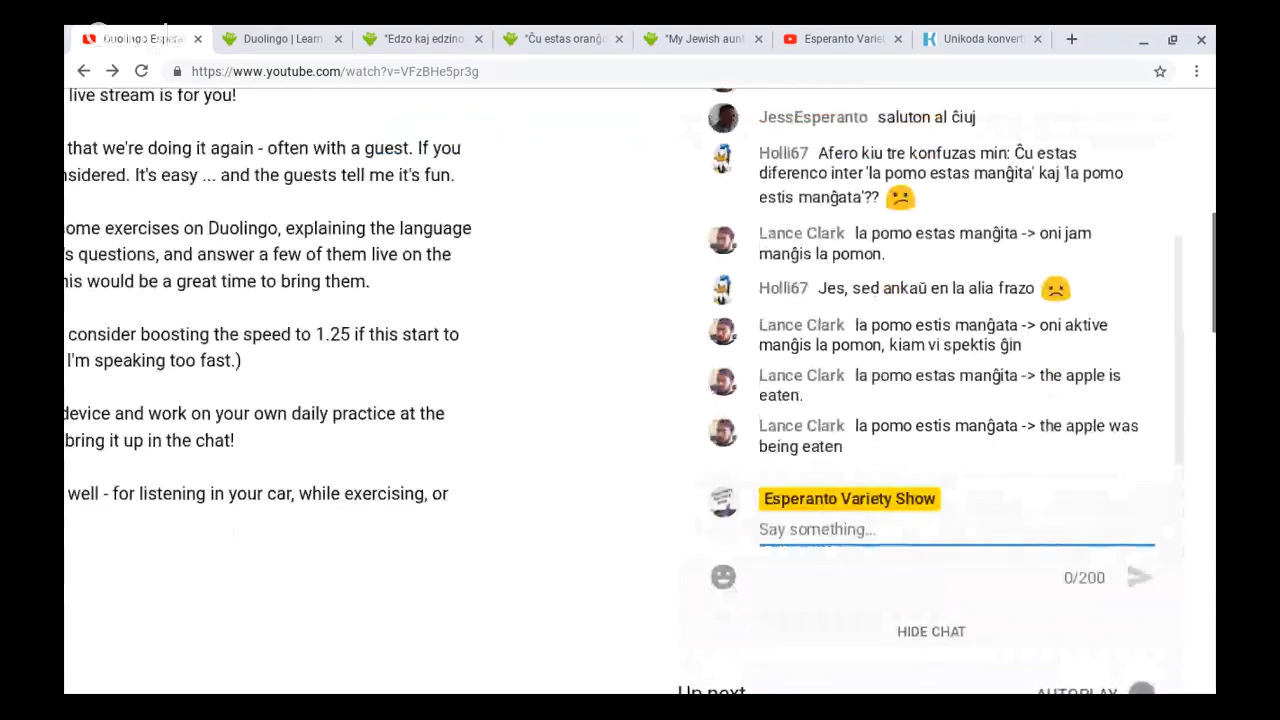 Duolingo Espera
Duolingo | Learn
"Edzo kaj edzino
"Ĉu estas oranĝ
"My Jewish aunt
Esperanto Variet
Unikoda konvert
https://www.youtube.com/watch?v=VFzBHe5pr3g
live stream is for you!
that we're doing it again - often with a guest. If you
nsidered. It's easy ... and the guests tell me it's fun.
ome exercises on Duolingo, explaining the language
s questions, and answer a few of them live on the
his would be a great time to bring them.
consider boosting the speed to 1.25 if this start to
I'm speaking too fast.)
device and work on your own daily practice at the
bring it up in the chat!
well - for listening in your car, while exercising, or
JessEsperanto saluton al ĉiuj
Holli67 Afero kiu tre konfuzas min: Ĉu estas
diferenco inter 'la pomo estas manĝita' kaj 'la pomo
estis manĝata'??
Lance Clark la pomo estas manĝita -> oni jam
manĝis la pomon.
Holli67 Jes, sed ankaŭ en la alia frazo
Lance Clark la pomo estis manĝata -> oni aktive
manĝis la pomon, kiam vi spektis ĝin
Lance Clark la pomo estas manĝita -> the apple is
eaten.
Lance Clark la pomo estis manĝata -> the apple was
being eaten
Esperanto Variety Show
Say something...
0/200
HIDE CHAT
Up next
AUTOPLAY